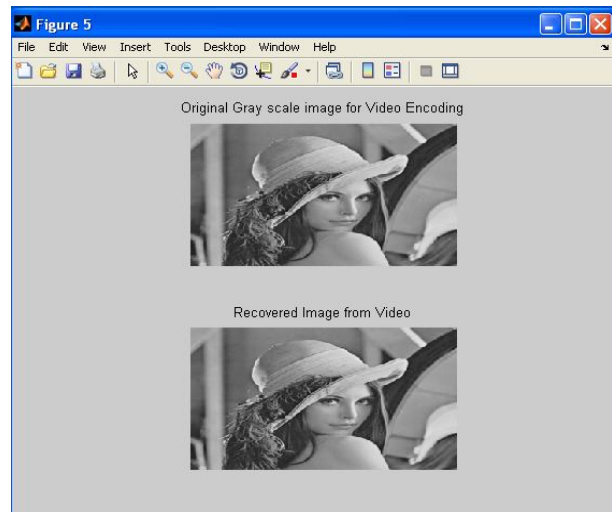 Figure 5
File Edit View Insert Tools Desktop Window Help
Original Gray scale image for Video Encoding
Recovered Image from Video